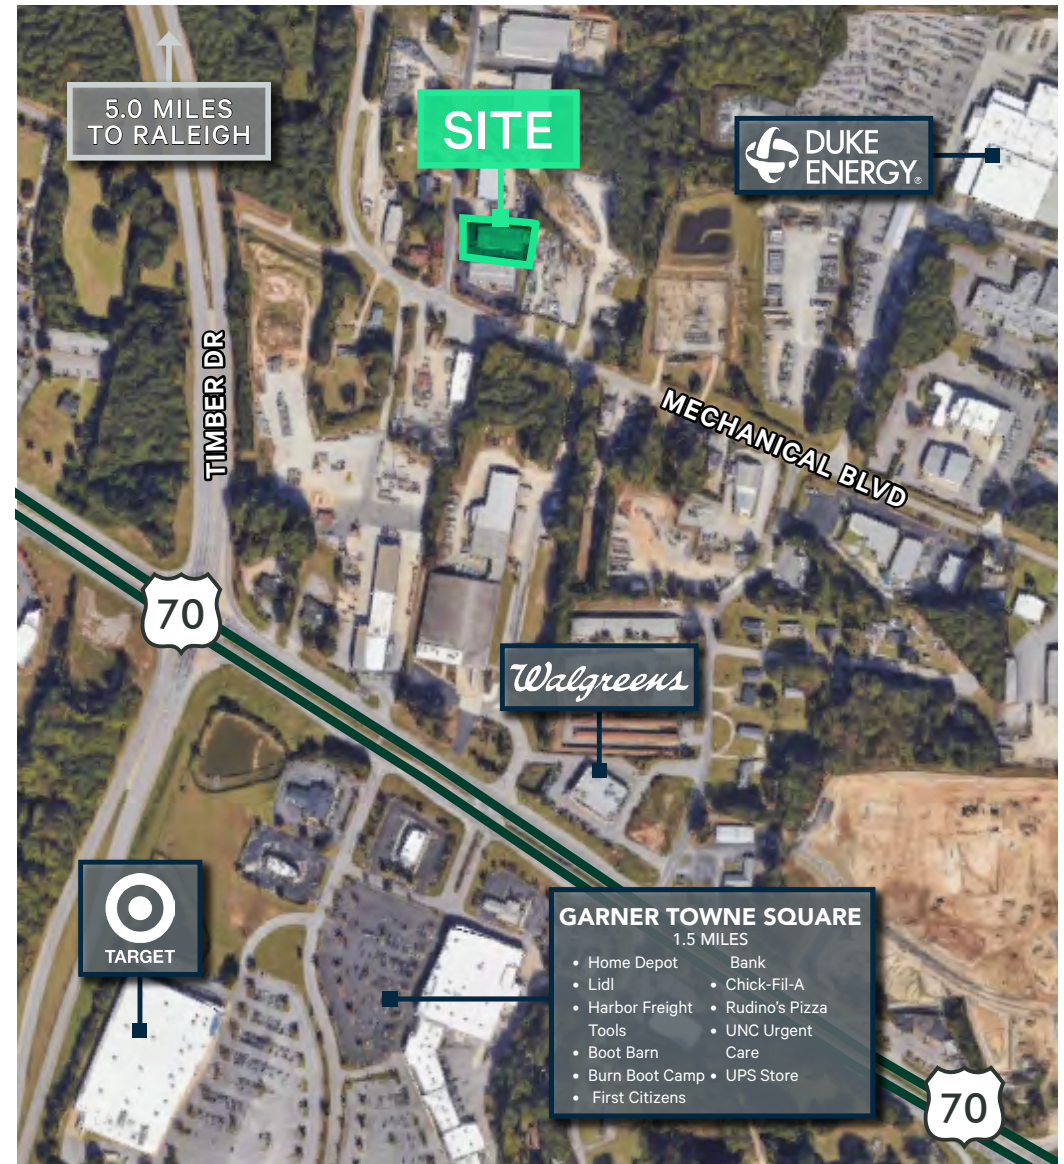 5.0 MILES
TO RALEIGH
SITE
DUKE
ENERGY®
TIMBER DR
MECHANICAL BLVD
70
Walgreens
TARGET
GARNER TOWNE SQUARE
1.5 MILES
• Home Depot
• Lidl
• Harbor Freight
Tools
• Boot Barn
• Burn Boot Camp
• First Citizens
Bank
• Chick-Fil-A
• Rudino's Pizza
• UNC Urgent
Care
• UPS Store
70